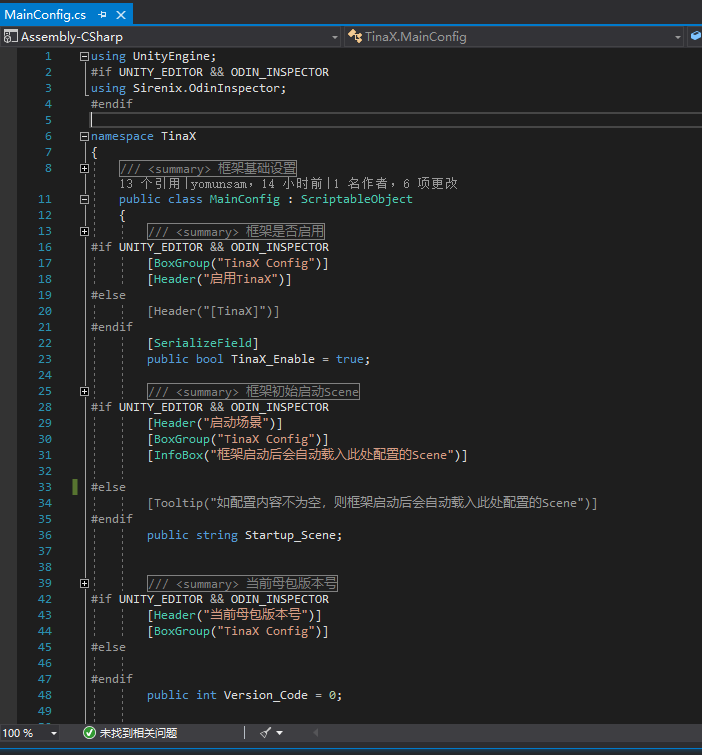 MainConfig.cs
Assembly-CSharp
TinaX.MainConfig
1 using UnityEngine;
2 #if UNITY_EDITOR && ODIN_INSPECTOR
3 using Sirenix.OdinInspector;
4 #endif
5
6 namespace TinaX
7 {
8 /// <summary> 框架基础设置
13 个引用|yomunsam，14 小时前|1 名作者，6 项更改
11 public class MainConfig : ScriptableObject
12 {
13 /// <summary> 框架是否启用
16 #if UNITY_EDITOR && ODIN_INSPECTOR
17 [BoxGroup("TinaX Config")]
18 [Header("启用TinaX")]
19 #else
20 [Header("[TinaX]")]
21 #endif
22 [SerializeField]
23 public bool TinaX_Enable = true;
24
25 /// <summary> 框架初始启动Scene
28 #if UNITY_EDITOR && ODIN_INSPECTOR
29 [Header("启动场景")]
30 [BoxGroup("TinaX Config")]
31 [InfoBox("框架启动后会自动载入此处配置的Scene")]
32
33 #else
34 [Tooltip("如配置内容不为空，则框架启动后会自动载入此处配置的Scene")]
35 #endif
36 public string Startup_Scene;
37
38
39 /// <summary> 当前母包版本号
42 #if UNITY_EDITOR && ODIN_INSPECTOR
43 [Header("当前母包版本号")]
44 [BoxGroup("TinaX Config")]
45 #else
46
47 #endif
48 public int Version_Code = 0;
49
100 %
未找到相关问题